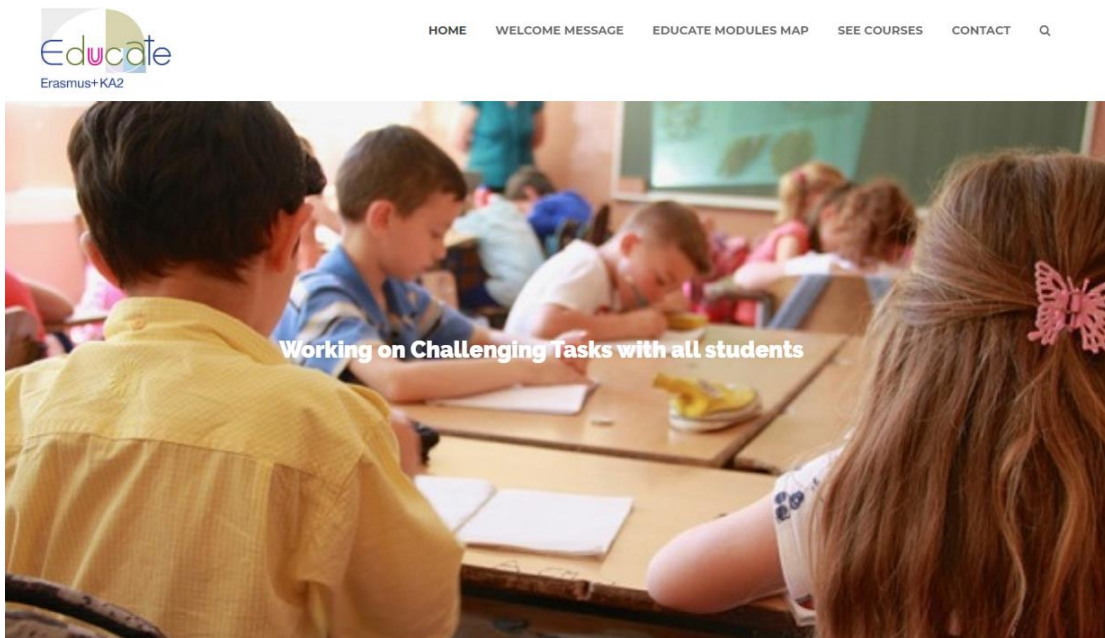 Educate
Erasmus+KA2
HOME
WELCOME MESSAGE
EDUCATE MODULES MAP
SEE COURSES
CONTACT
Working on Challenging Tasks with all students